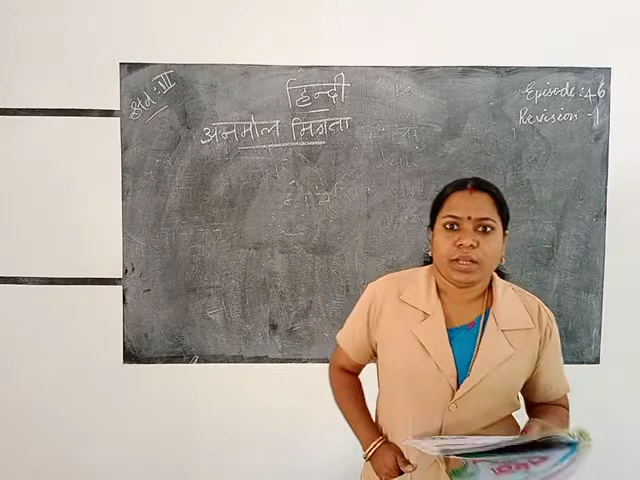 Std : VI
हिन्दी
Episode : 46
Revision - 1
अनमोल मित्रता